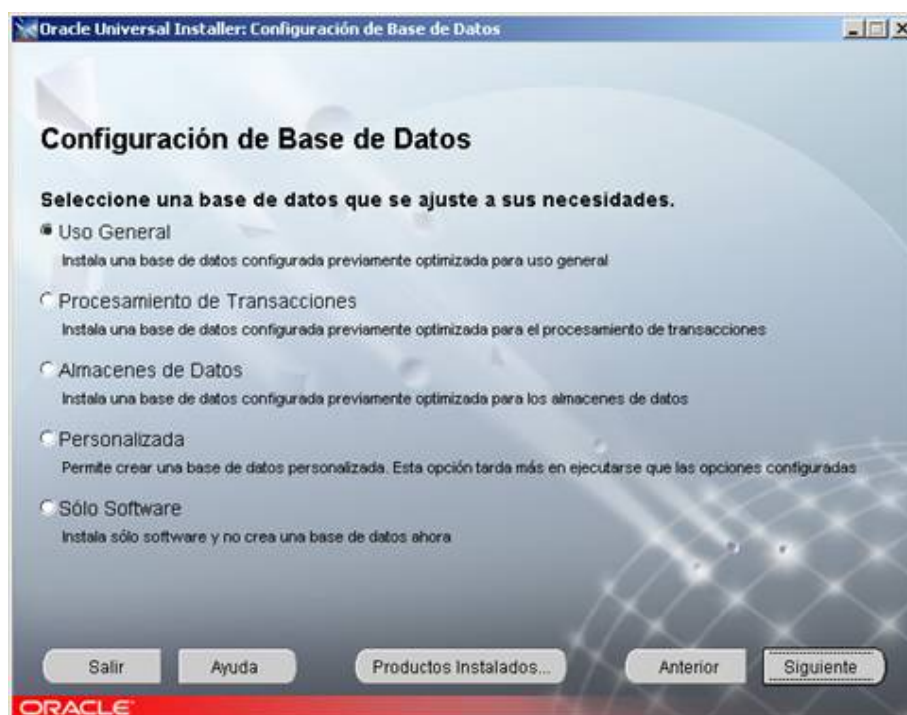 Oracle Universal Installer: Configuración de Base de Datos
Configuración de Base de Datos
Seleccione una base de datos que se ajuste a sus necesidades.
Uso General
Instala una base de datos configurada previamente optimizada para uso general
Procesamiento de Transacciones
Instala una base de datos configurada previamente optimizada para el procesamiento de transacciones
Almacenes de Datos
Instala una base de datos configurada previamente optimizada para los almacenes de datos
Personalizada
Permite crear una base de datos personalizada. Esta opción tarda más en ejecutarse que las opciones configuradas
Sólo Software
Instala sólo software y no crea una base de datos ahora
Salir Ayuda Productos Instalados... Anterior Siguiente
ORACLE